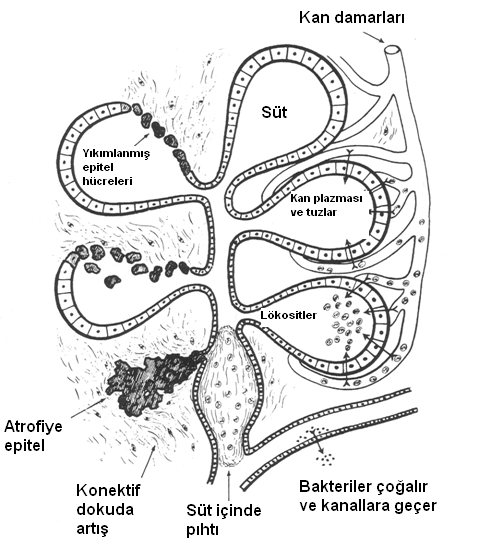 Kan damarları
Süt
Yıkımlanmış
epitel
hücreleri
Kan plazması
ve tuzlar
Lökositler
Atrofiye
epitel
Konektif
dokuda
artış
Süt içinde
pıhtı
Bakteriler çoğalır
ve kanallara geçer